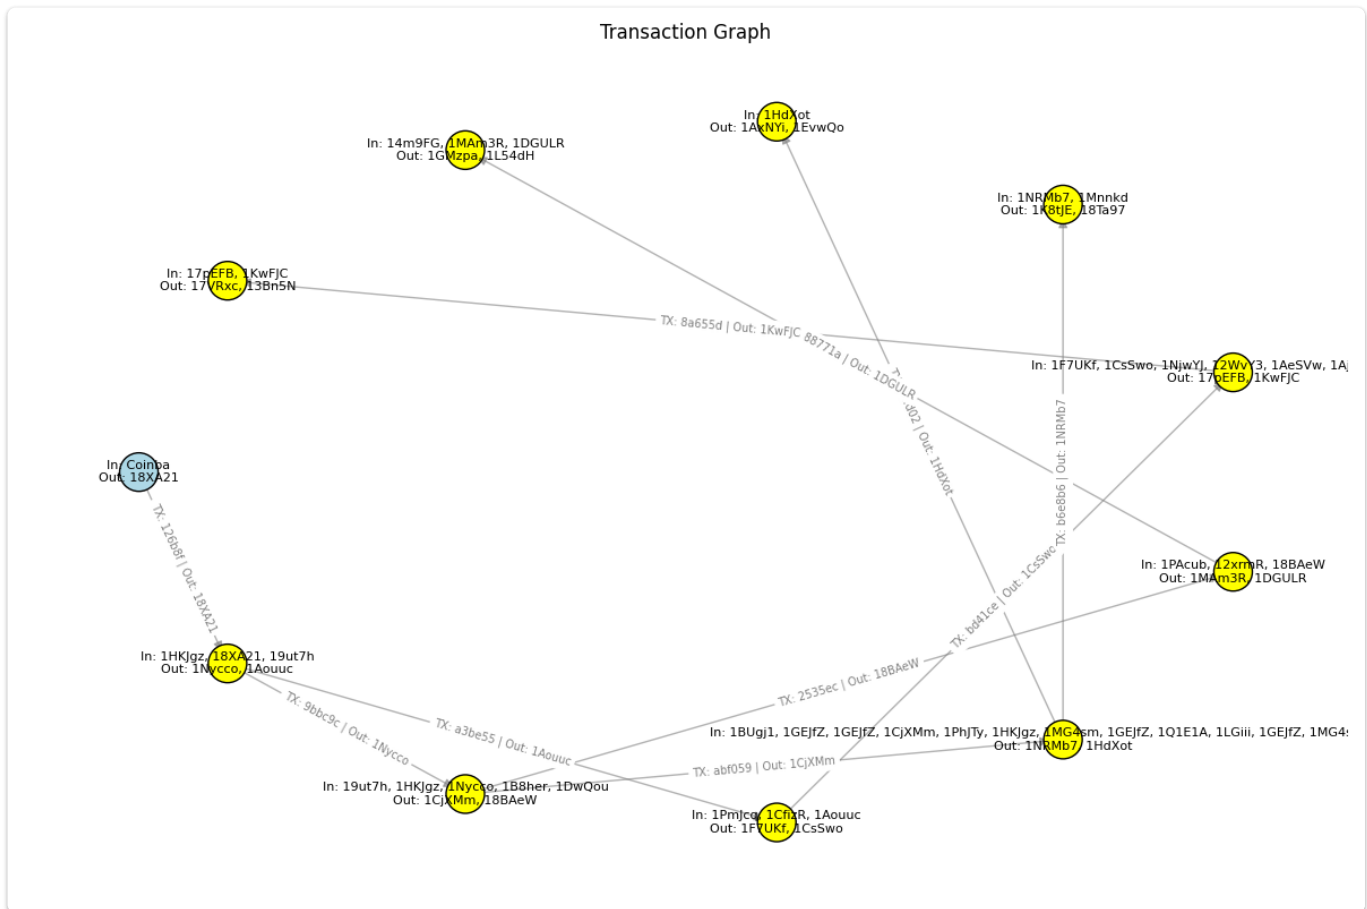 Transaction Graph
In: 1HdXot
Out: 1AxNYi, 1EvwQo
In: 14m9FG, 1MAm3R, 1DGULR
Out: 1GMzpa, 1L54dH
In: 1NRMb7, 1Mnnkd
Out: 1K8tJE, 18Ta97
In: 17pEFB, 1KwFJC
Out: 17VRxc, 13Bn5N
TX: 8a655d | Out: 1KwFJC
88771a | Out: 1DGULR
In: 1F7UKf, 1CsSwo, 1NjwYJ, 12WvY3, 1AeSVw, 1Aj
Out: 17pEFB, 1KwFJC
d02 | Out: 1HdXot
TX: b6e8b6 | Out: 1NRMb7
In: Coinba
Out: 18XA21
TX: 126b8f | Out: 18XA21
TX: bd41ce | Out: 1CsSwo
In: 1PAcub, 12xrmR, 18BAeW
Out: 1MAm3R, 1DGULR
In: 1HKJgz, 18XA21, 19ut7h
Out: 1Nycco, 1Aouuc
TX: 2535ec | Out: 18BAeW
TX: 9bbc9c | Out: 1Nycco
TX: a3be55 | Out: 1Aouuc
In: 1BUgj1, 1GEJfZ, 1GEJfZ, 1CjXMm, 1PhJTy, 1HKJgz, 1MG4sm, 1GEJfZ, 1Q1E1A, 1LGiii, 1GEJfZ, 1MG4s
Out: 1NRMb7, 1HdXot
TX: abf059 | Out: 1CjXMm
In: 19ut7h, 1HKJgz, 1Nycco, 1B8her, 1DwQou
Out: 1CjXMm, 18BAeW
In: 1PmJcq, 1CfizR, 1Aouuc
Out: 1F7UKf, 1CsSwo